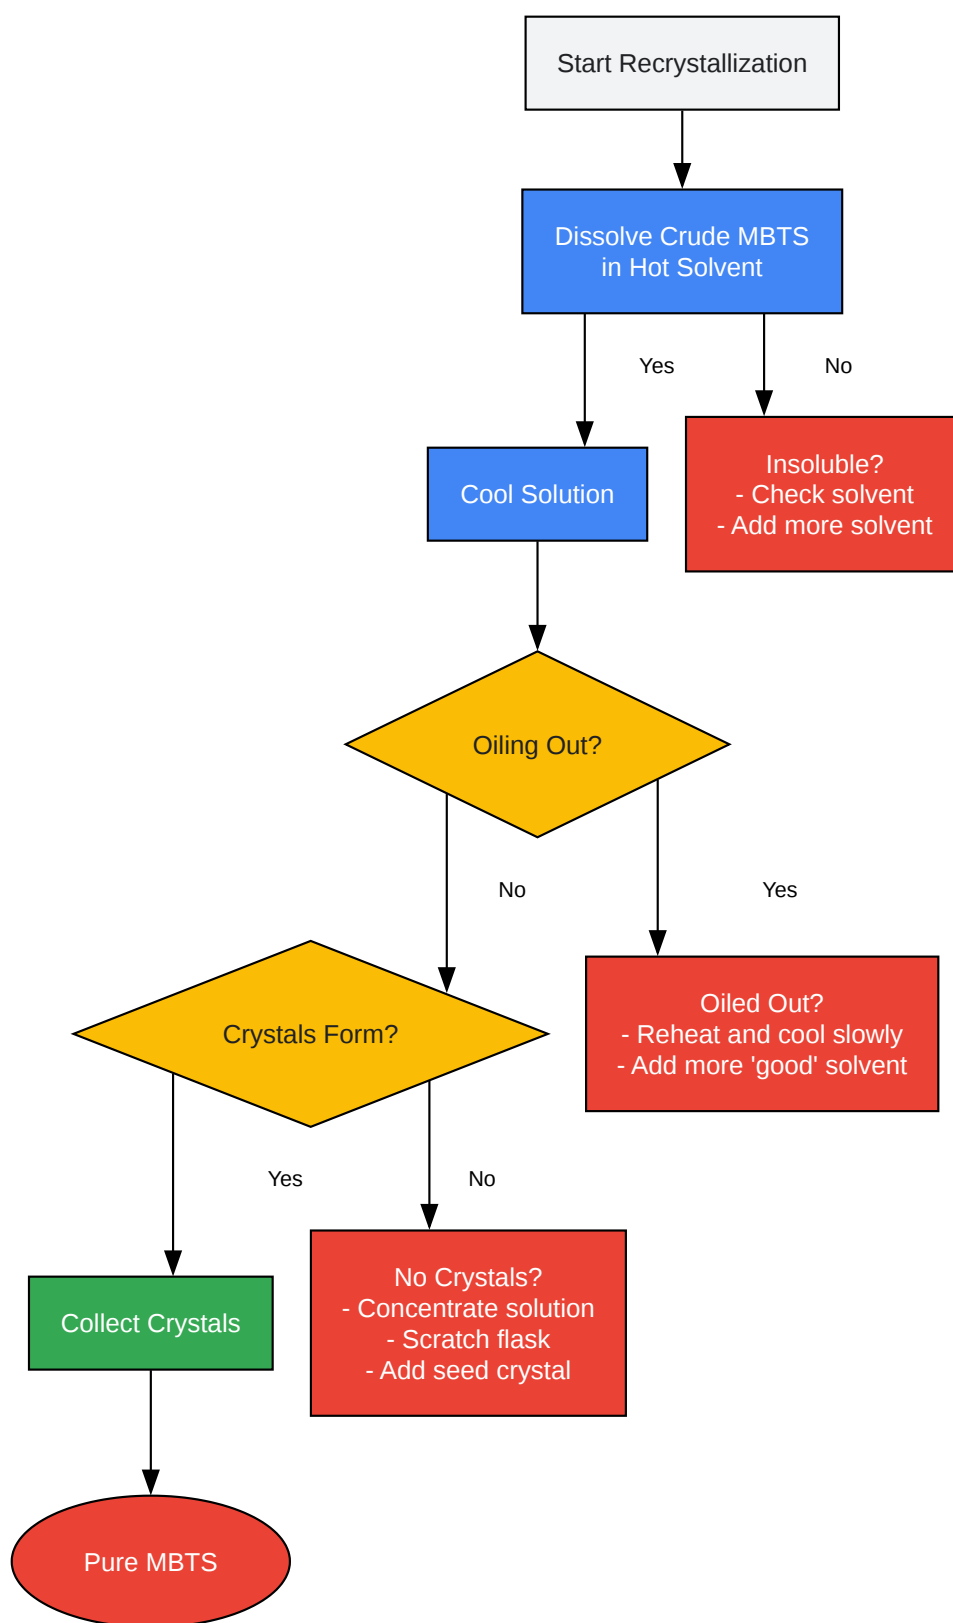 Start Recrystallization
Dissolve Crude MBTS
in Hot Solvent
Yes
No
Cool Solution
Insoluble?
- Check solvent
- Add more solvent
Oiling Out?
No
Yes
Crystals Form?
Oiled Out?
- Reheat and cool slowly
- Add more 'good' solvent
Yes
No
Collect Crystals
No Crystals?
- Concentrate solution
- Scratch flask
- Add seed crystal
Pure MBTS